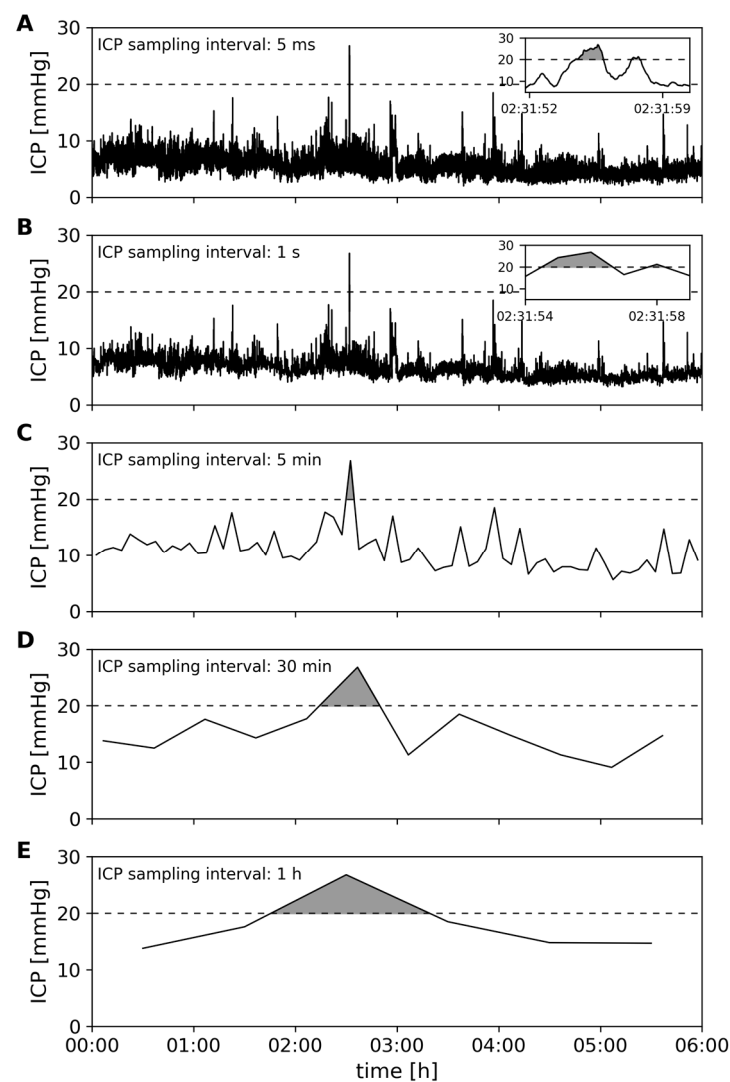 A
ICP sampling interval: 5 ms
ICP [mmHg]
30
20
10
0
30
20
10
02:31:52 02:31:59
B
ICP sampling interval: 1 s
ICP [mmHg]
30
20
10
0
30
20
10
02:31:54 02:31:58
C
ICP sampling interval: 5 min
ICP [mmHg]
30
20
10
0
D
ICP sampling interval: 30 min
ICP [mmHg]
30
20
10
0
E
ICP sampling interval: 1 h
ICP [mmHg]
30
20
10
0
00:00 01:00 02:00 03:00 04:00 05:00 06:00
time [h]